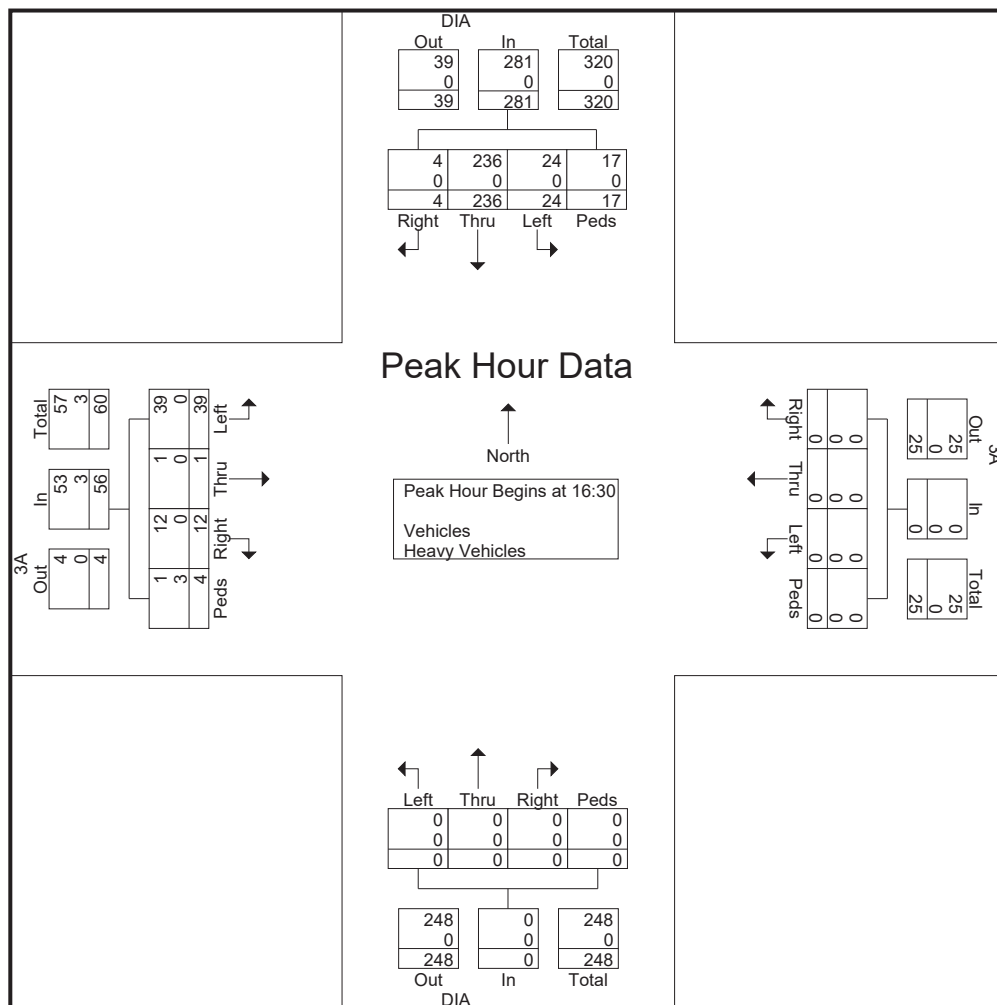 DIA
Out In Total
39 281 320
0 0 0
39 281 320
4 236 24 17
0 0 0 0
4 236 24 17
Right Thru Left Peds
Peak Hour Data
North
Peak Hour Begins at 16:30
Vehicles
Heavy Vehicles
3A
Out In Total
4 53 57
0 3 3
4 56 60
1 12 1 39
3 0 0 0
4 12 1 39
Peds Right Thru Left
3A
Out In Total
25 0 25
0 0 0
25 0 25
Right Thru Left Peds
0 0 0 0
0 0 0 0
0 0 0 0
Left Thru Right Peds
0 0 0 0
0 0 0 0
0 0 0 0
248 0 248
0 0 0
248 0 248
Out In Total
DIA